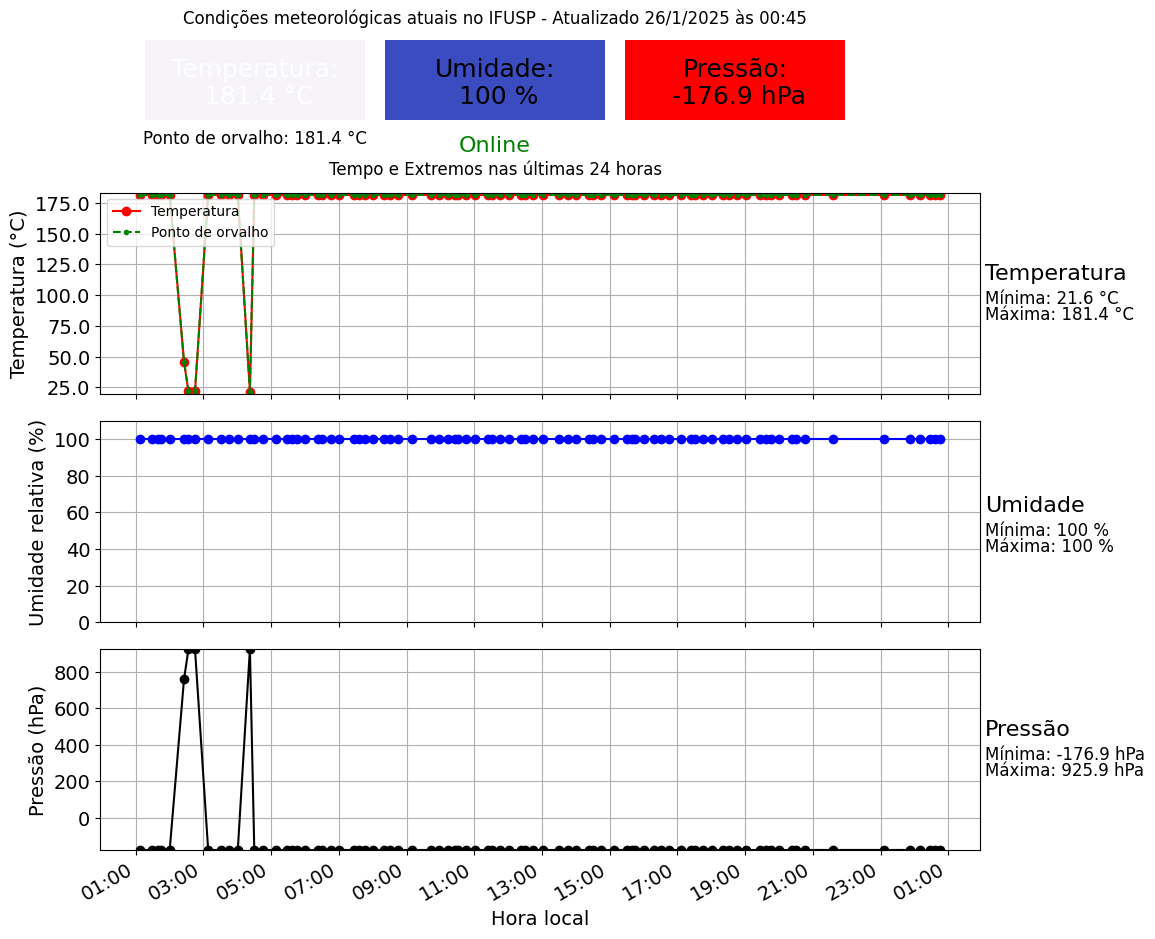 Condições meteorológicas atuais no IFUSP - Atualizado 26/1/2025 às 00:45
Temperatura:
181.4 °C
Umidade:
100 %
Pressão:
-176.9 hPa
Ponto de orvalho: 181.4 °C
Online
Tempo e Extremos nas últimas 24 horas
Temperatura (°C)
175.0
150.0
125.0
100.0
75.0
50.0
25.0
Temperatura
Ponto de orvalho
Temperatura
Mínima: 21.6 °C
Máxima: 181.4 °C
Umidade relativa (%)
100
80
60
40
20
0
Umidade
Mínima: 100 %
Máxima: 100 %
Pressão (hPa)
800
600
400
200
0
Pressão
Mínima: -176.9 hPa
Máxima: 925.9 hPa
01:00 03:00 05:00 07:00 09:00 11:00 13:00 15:00 17:00 19:00 21:00 23:00 01:00
Hora local